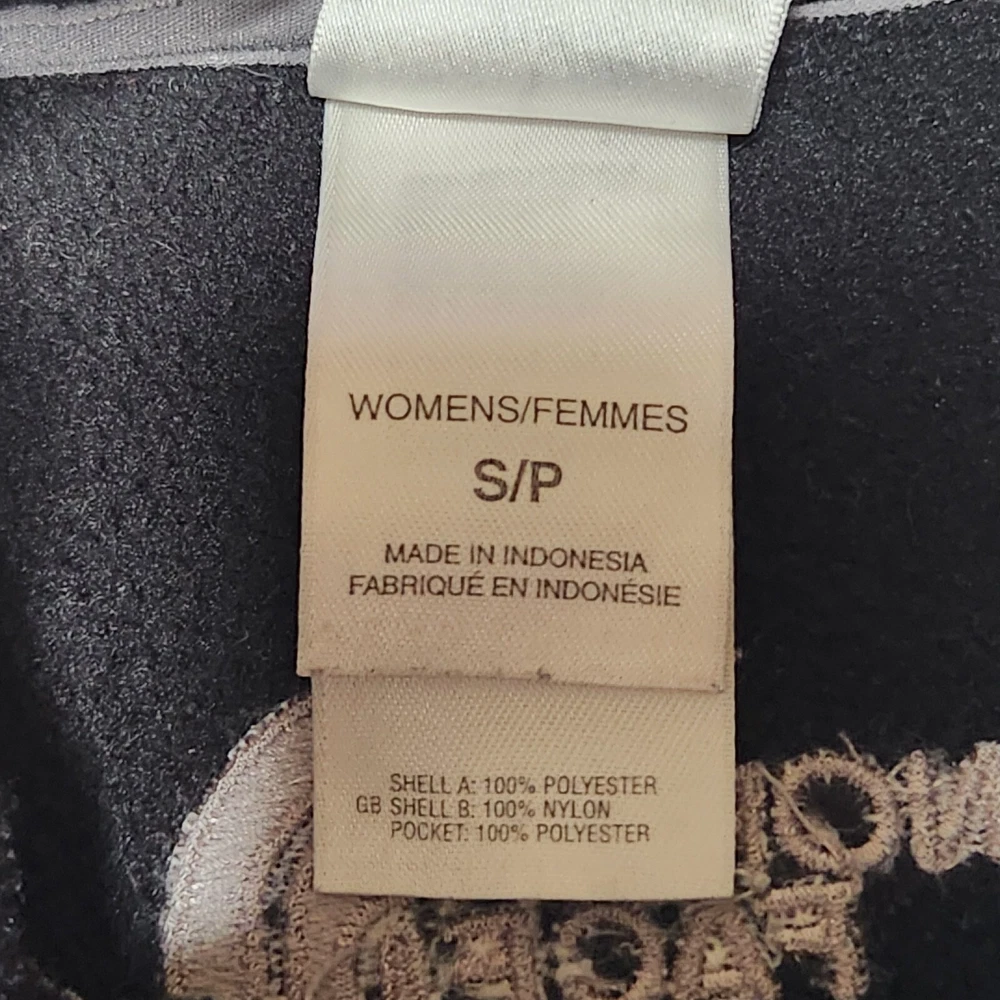 WOMENS/FEMMES
S/P
MADE IN INDONESIA
FABRIQUÉ EN INDONÉSIE
SHELL A: 100% POLYESTER
GB SHELL B: 100% NYLON
POCKET: 100% POLYESTER